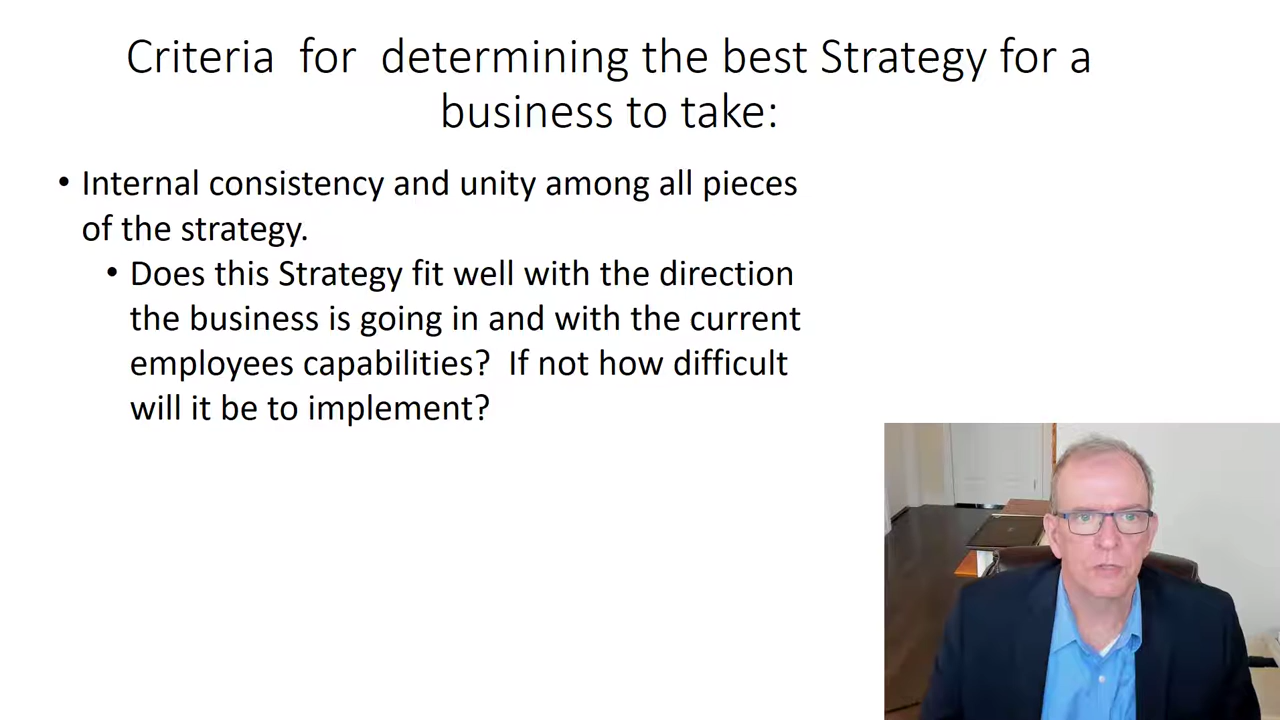 Criteria for determining the best Strategy for a
business to take:
• Internal consistency and unity among all pieces
of the strategy.
• Does this Strategy fit well with the direction
the business is going in and with the current
employees capabilities? If not how difficult
will it be to implement?